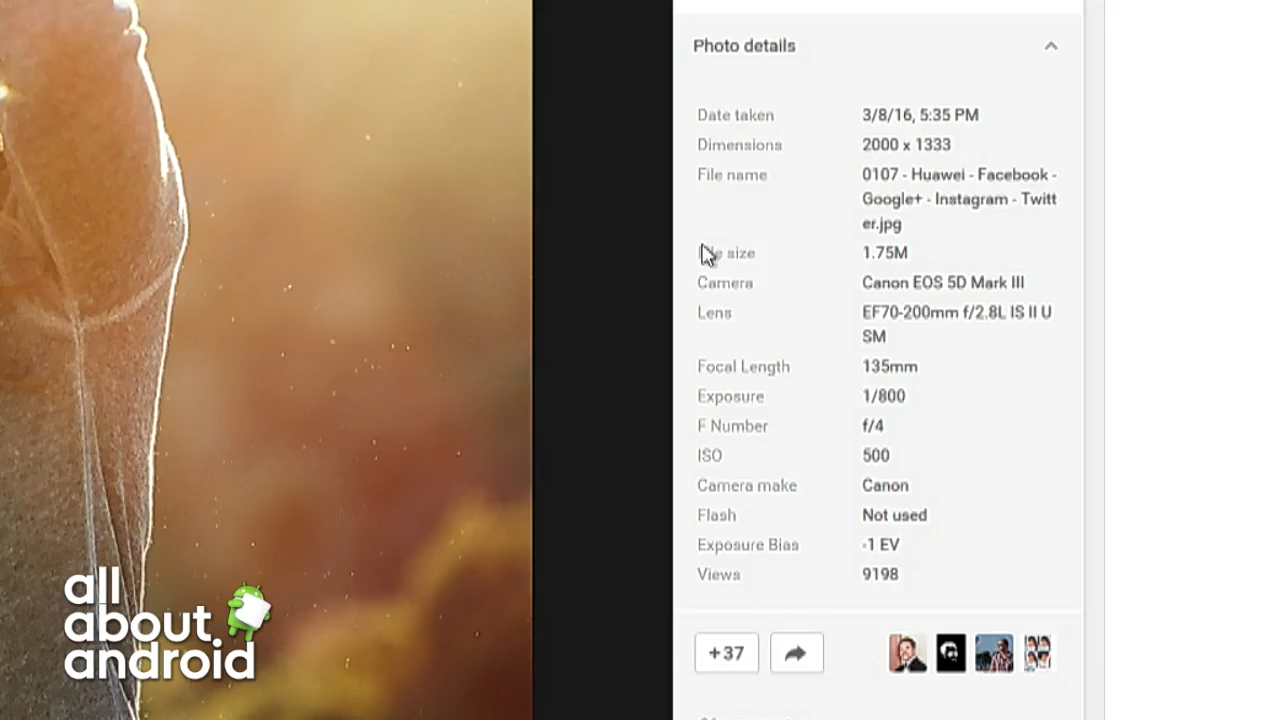 Photo details
Date taken 3/8/16, 5:35 PM
Dimensions 2000 x 1333
File name 0107 - Huawei - Facebook -
Google+ - Instagram - Twitt
er.jpg
size 1.75M
Camera Canon EOS 5D Mark III
Lens EF70-200mm f/2.8L IS II U
SM
Focal Length 135mm
Exposure 1/800
F Number f/4
ISO 500
Camera make Canon
Flash Not used
Exposure Bias -1 EV
Views 9198
+37
all
about
android